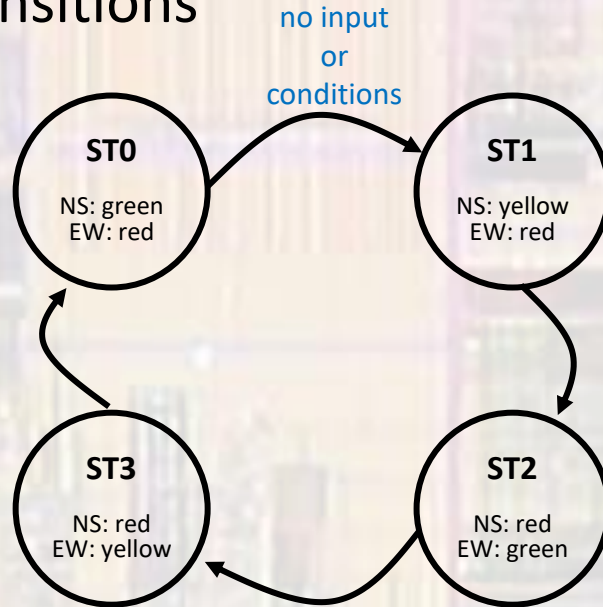 nsitions
no input
or
conditions
ST0
NS: green
EW: red
ST1
NS: yellow
EW: red
ST3
NS: red
EW: yellow
ST2
NS: red
EW: green